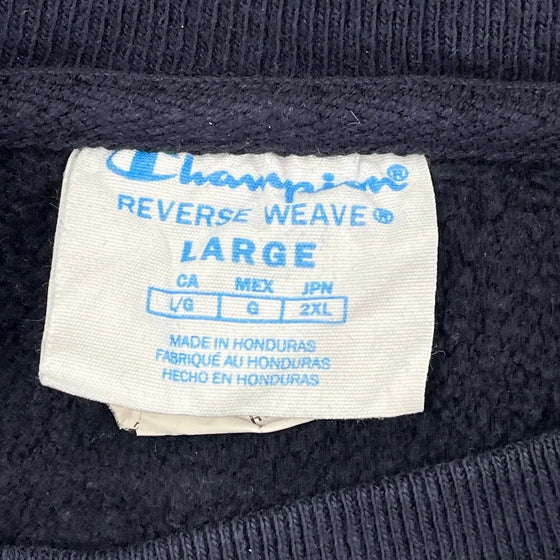 Champion®
REVERSE WEAVE®
LARGE
CA MEX JPN
L/G G 2XL
MADE IN HONDURAS
FABRIQUÉ AU HONDURAS
HECHO EN HONDURAS